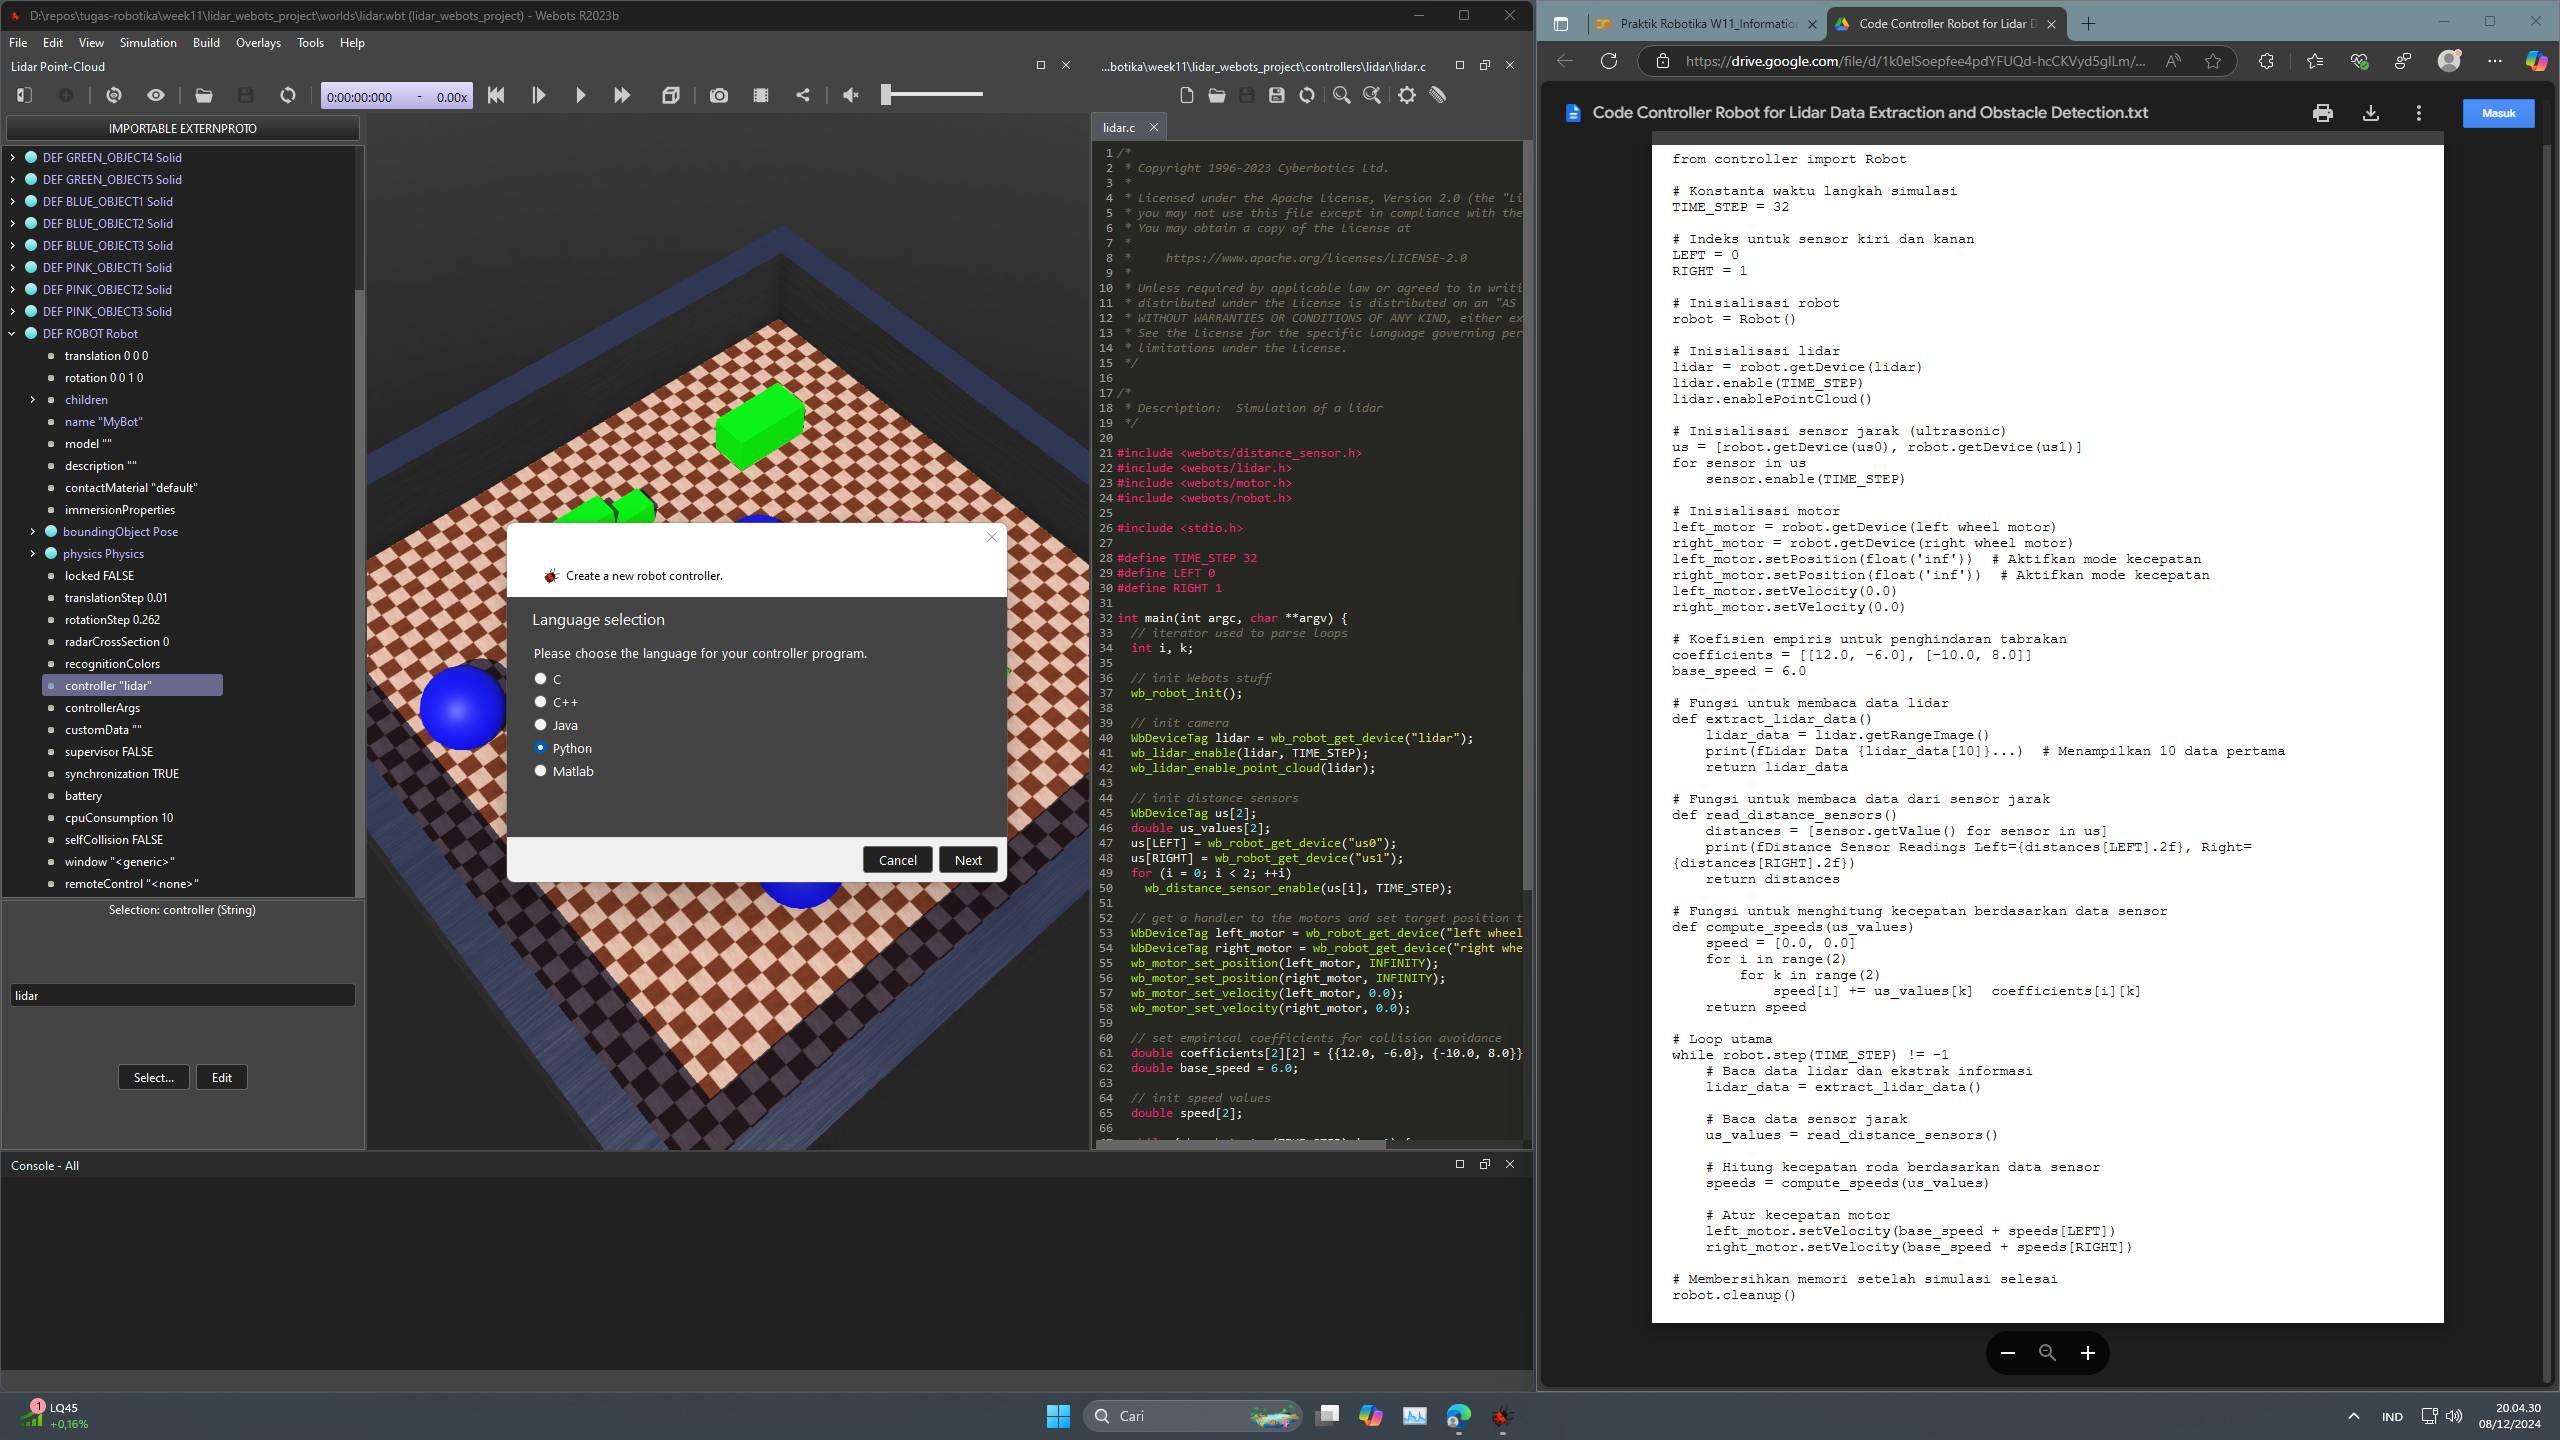 D:\repos\tugas-robotika\week11\lidar_webots_project\worlds\lidar.wbt (lidar_webots_project) - Webots R2023b
File Edit View Simulation Build Overlays Tools Help
Lidar Point-Cloud
0:00:00:000 - 0.00x
IMPORTABLE EXTERNPROTO
DEF GREEN_OBJECT4 Solid
DEF GREEN_OBJECT5 Solid
DEF BLUE_OBJECT1 Solid
DEF BLUE_OBJECT2 Solid
DEF BLUE_OBJECT3 Solid
DEF PINK_OBJECT1 Solid
DEF PINK_OBJECT2 Solid
DEF PINK_OBJECT3 Solid
DEF ROBOT Robot
translation 0 0 0
rotation 0 0 1 0
children
name "MyBot"
model ""
description ""
contactMaterial "default"
immersionProperties
boundingObject Pose
physics Physics
locked FALSE
translationStep 0.01
rotationStep 0.262
radarCrossSection 0
recognitionColors
controller "lidar"
controllerArgs
customData ""
supervisor FALSE
synchronization TRUE
battery
cpuConsumption 10
selfCollision FALSE
window "<generic>"
remoteControl "<none>"
Selection: controller (String)
lidar
Select... Edit
Create a new robot controller.
Language selection
Please choose the language for your controller program.
C
C++
Java
Python
Matlab
Cancel Next
...botika\week11\lidar_webots_project\controllers\lidar\lidar.c
lidar.c
1 /*
2 * Copyright 1996-2023 Cyberbotics Ltd.
3 *
4 * Licensed under the Apache License, Version 2.0 (the "Li
5 * you may not use this file except in compliance with the
6 * You may obtain a copy of the License at
7 *
8 * https://www.apache.org/licenses/LICENSE-2.0
9 *
10 * Unless required by applicable law or agreed to in writi
11 * distributed under the License is distributed on an "AS
12 * WITHOUT WARRANTIES OR CONDITIONS OF ANY KIND, either ex
13 * See the License for the specific language governing per
14 * limitations under the License.
15 */
16
17 /*
18 * Description:  Simulation of a lidar
19 */
20
21 #include <webots/distance_sensor.h>
22 #include <webots/lidar.h>
23 #include <webots/motor.h>
24 #include <webots/robot.h>
25
26 #include <stdio.h>
27
28 #define TIME_STEP 32
29 #define LEFT 0
30 #define RIGHT 1
31
32 int main(int argc, char **argv) {
33 // iterator used to parse loops
34 int i, k;
35
36 // init Webots stuff
37 wb_robot_init();
38
39 // init camera
40 WbDeviceTag lidar = wb_robot_get_device("lidar");
41 wb_lidar_enable(lidar, TIME_STEP);
42 wb_lidar_enable_point_cloud(lidar);
43
44 // init distance sensors
45 WbDeviceTag us[2];
46 double us_values[2];
47 us[LEFT] = wb_robot_get_device("us0");
48 us[RIGHT] = wb_robot_get_device("us1");
49 for (i = 0; i < 2; ++i)
50 wb_distance_sensor_enable(us[i], TIME_STEP);
51
52 // get a handler to the motors and set target position t
53 WbDeviceTag left_motor = wb_robot_get_device("left wheel
54 WbDeviceTag right_motor = wb_robot_get_device("right whe
55 wb_motor_set_position(left_motor, INFINITY);
56 wb_motor_set_position(right_motor, INFINITY);
57 wb_motor_set_velocity(left_motor, 0.0);
58 wb_motor_set_velocity(right_motor, 0.0);
59
60 // set empirical coefficients for collision avoidance
61 double coefficients[2][2] = {{12.0, -6.0}, {-10.0, 8.0}}
62 double base_speed = 6.0;
63
64 // init speed values
65 double speed[2];
66
Console - All
Praktik Robotika W11_Information
Code Controller Robot for Lidar D
https://drive.google.com/file/d/1k0elSoepfee4pdYFUQd-hcCKVyd5glLm/...
Code Controller Robot for Lidar Data Extraction and Obstacle Detection.txt
Masuk
from controller import Robot
# Konstanta waktu langkah simulasi
TIME_STEP = 32
# Indeks untuk sensor kiri dan kanan
LEFT = 0
RIGHT = 1
# Inisialisasi robot
robot = Robot()
# Inisialisasi lidar
lidar = robot.getDevice(lidar)
lidar.enable(TIME_STEP)
lidar.enablePointCloud()
# Inisialisasi sensor jarak (ultrasonic)
us = [robot.getDevice(us0), robot.getDevice(us1)]
for sensor in us
sensor.enable(TIME_STEP)
# Inisialisasi motor
left_motor = robot.getDevice(left wheel motor)
right_motor = robot.getDevice(right wheel motor)
left_motor.setPosition(float('inf'))  # Aktifkan mode kecepatan
right_motor.setPosition(float('inf'))  # Aktifkan mode kecepatan
left_motor.setVelocity(0.0)
right_motor.setVelocity(0.0)
# Koefisien empiris untuk penghindaran tabrakan
coefficients = [[12.0, -6.0], [-10.0, 8.0]]
base_speed = 6.0
# Fungsi untuk membaca data lidar
def extract_lidar_data()
lidar_data = lidar.getRangeImage()
print(fLidar Data {lidar_data[10]}...)  # Menampilkan 10 data pertama
return lidar_data
# Fungsi untuk membaca data dari sensor jarak
def read_distance_sensors()
distances = [sensor.getValue() for sensor in us]
print(fDistance Sensor Readings Left={distances[LEFT].2f}, Right=
{distances[RIGHT].2f})
return distances
# Fungsi untuk menghitung kecepatan berdasarkan data sensor
def compute_speeds(us_values)
speed = [0.0, 0.0]
for i in range(2)
for k in range(2)
speed[i] += us_values[k]  coefficients[i][k]
return speed
# Loop utama
while robot.step(TIME_STEP) != -1
# Baca data lidar dan ekstrak informasi
lidar_data = extract_lidar_data()
# Baca data sensor jarak
us_values = read_distance_sensors()
# Hitung kecepatan roda berdasarkan data sensor
speeds = compute_speeds(us_values)
# Atur kecepatan motor
left_motor.setVelocity(base_speed + speeds[LEFT])
right_motor.setVelocity(base_speed + speeds[RIGHT])
# Membersihkan memori setelah simulasi selesai
robot.cleanup()
1
LQ45
+0,16%
Cari
IND
20.04.30
08/12/2024